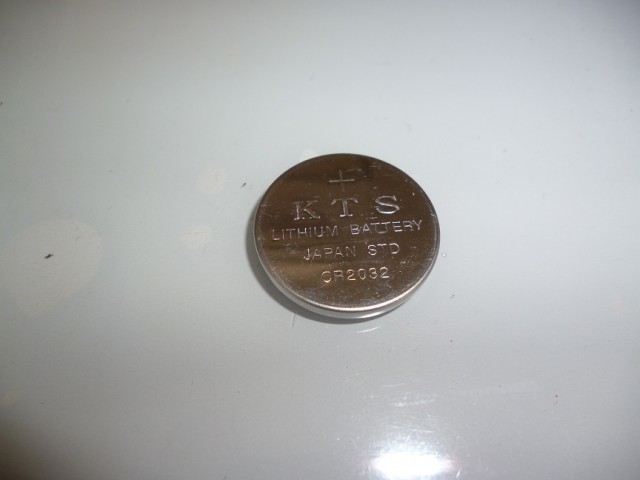 +
KTS
LITHIUM BATTERY
JAPAN STD
CR2032